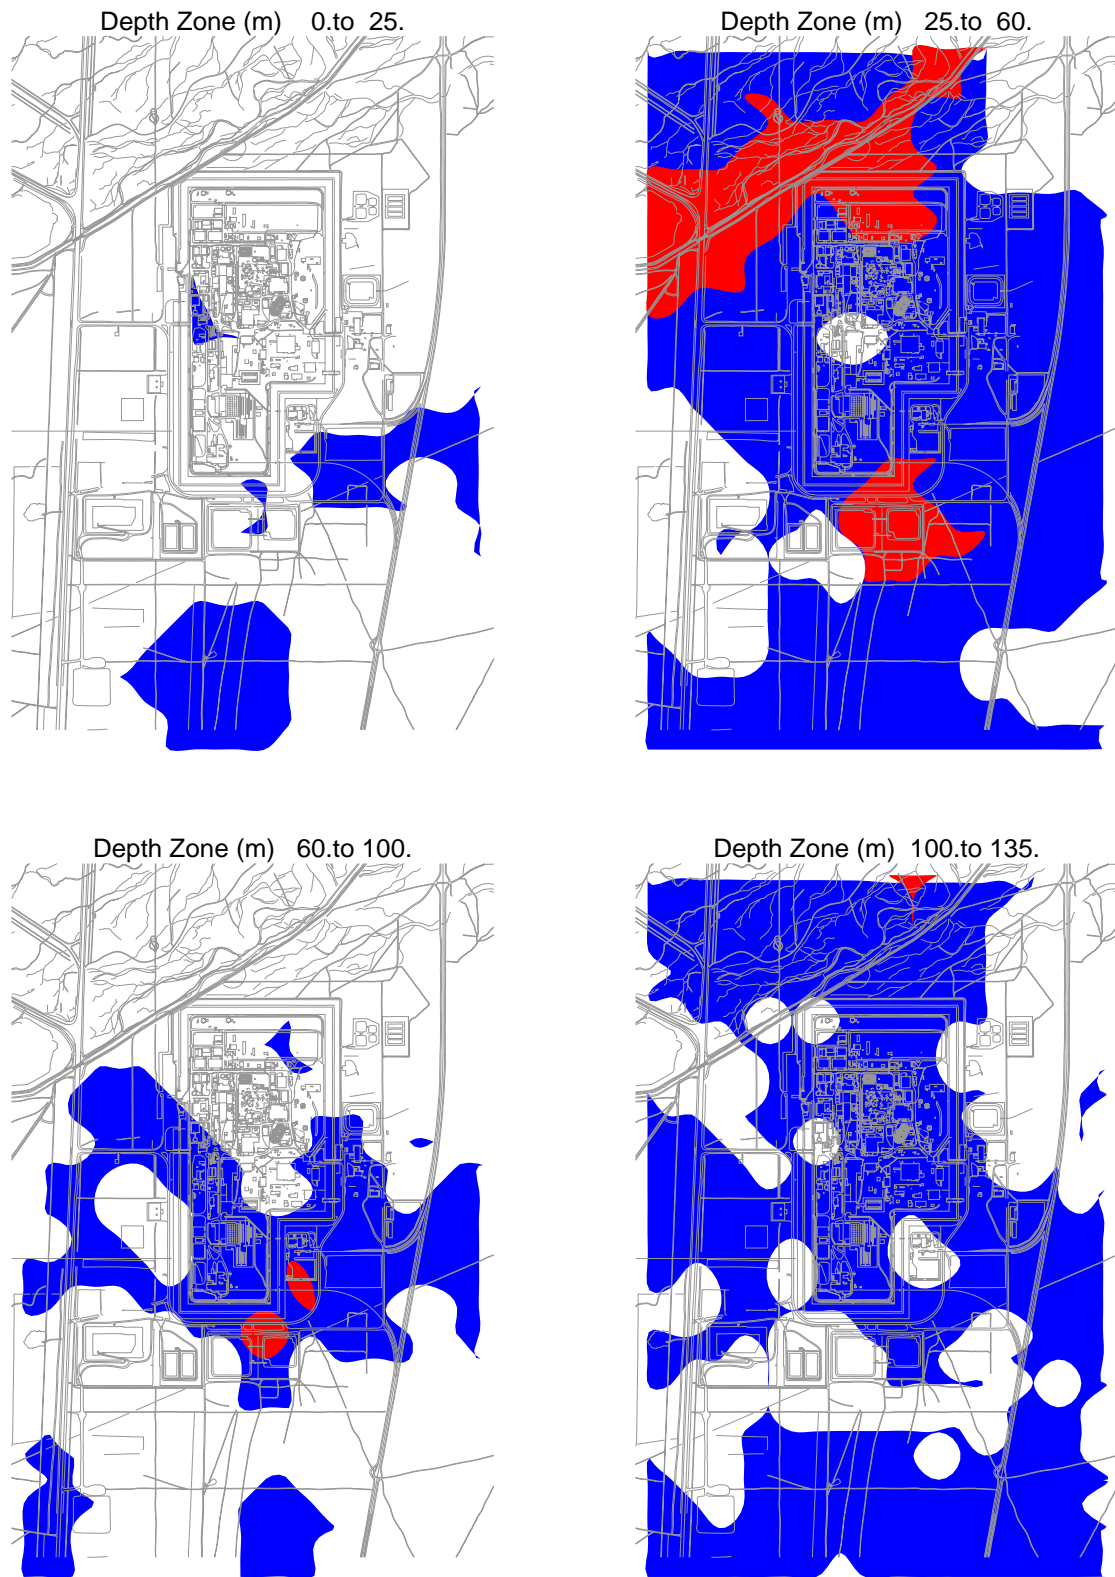 Depth Zone (m) 0.to 25.
Depth Zone (m) 25.to 60.
Depth Zone (m) 60.to 100.
Depth Zone (m) 100.to 135.